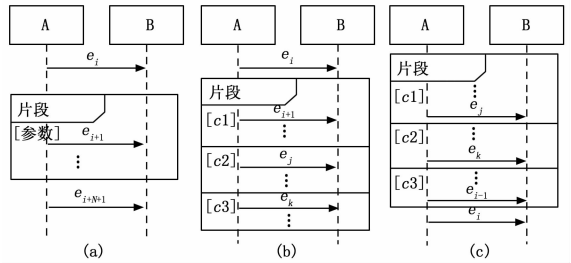 A B
e_i
片段
[参数]
e_{i+1}
⋮
e_{i+N+1}
(a)
A B
e_i
片段
[c1]
e_{i+1}
⋮
[c2]
e_j
⋮
[c3]
e_k
⋮
(b)
A B
片段
[c1]
⋮
e_j
[c2]
⋮
e_k
[c3]
⋮
e_{i-1}
e_i
(c)